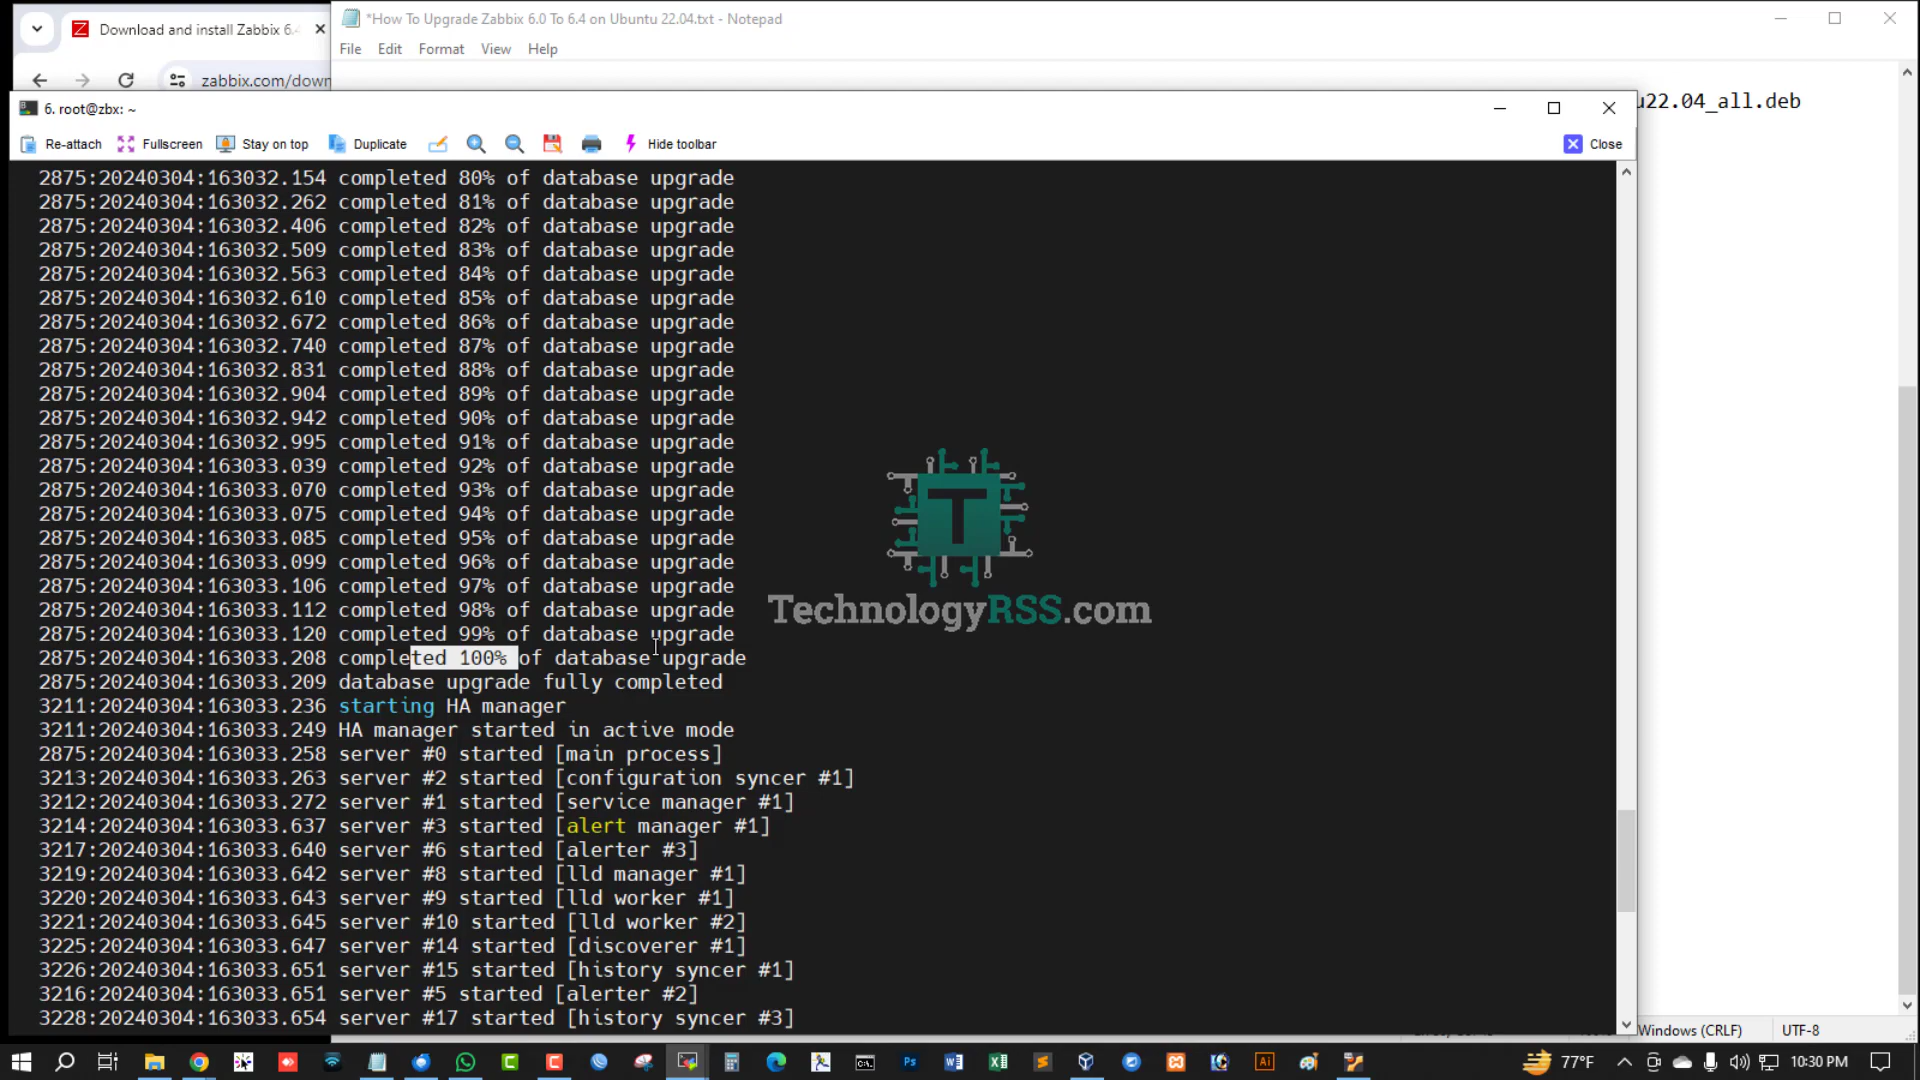 Download and install Zabbix 6.4
*How To Upgrade Zabbix 6.0 To 6.4 on Ubuntu 22.04.txt - Notepad
File Edit Format View Help
zabbix.com/down
u22.04_all.deb
6. root@zbx: ~
Re-attach Fullscreen Stay on top Duplicate Hide toolbar Close
2875:20240304:163032.154 completed 80% of database upgrade
2875:20240304:163032.262 completed 81% of database upgrade
2875:20240304:163032.406 completed 82% of database upgrade
2875:20240304:163032.509 completed 83% of database upgrade
2875:20240304:163032.563 completed 84% of database upgrade
2875:20240304:163032.610 completed 85% of database upgrade
2875:20240304:163032.672 completed 86% of database upgrade
2875:20240304:163032.740 completed 87% of database upgrade
2875:20240304:163032.831 completed 88% of database upgrade
2875:20240304:163032.904 completed 89% of database upgrade
2875:20240304:163032.942 completed 90% of database upgrade
2875:20240304:163032.995 completed 91% of database upgrade
2875:20240304:163033.039 completed 92% of database upgrade
2875:20240304:163033.070 completed 93% of database upgrade
2875:20240304:163033.075 completed 94% of database upgrade
2875:20240304:163033.085 completed 95% of database upgrade
2875:20240304:163033.099 completed 96% of database upgrade
2875:20240304:163033.106 completed 97% of database upgrade
2875:20240304:163033.112 completed 98% of database upgrade
2875:20240304:163033.120 completed 99% of database upgrade
2875:20240304:163033.208 completed 100% of database upgrade
2875:20240304:163033.209 database upgrade fully completed
3211:20240304:163033.236 starting HA manager
3211:20240304:163033.249 HA manager started in active mode
2875:20240304:163033.258 server #0 started [main process]
3213:20240304:163033.263 server #2 started [configuration syncer #1]
3212:20240304:163033.272 server #1 started [service manager #1]
3214:20240304:163033.637 server #3 started [alert manager #1]
3217:20240304:163033.640 server #6 started [alerter #3]
3219:20240304:163033.642 server #8 started [lld manager #1]
3220:20240304:163033.643 server #9 started [lld worker #1]
3221:20240304:163033.645 server #10 started [lld worker #2]
3225:20240304:163033.647 server #14 started [discoverer #1]
3226:20240304:163033.651 server #15 started [history syncer #1]
3216:20240304:163033.651 server #5 started [alerter #2]
3228:20240304:163033.654 server #17 started [history syncer #3]
T
TechnologyRSS.com
Windows (CRLF) UTF-8
77°F 10:30 PM